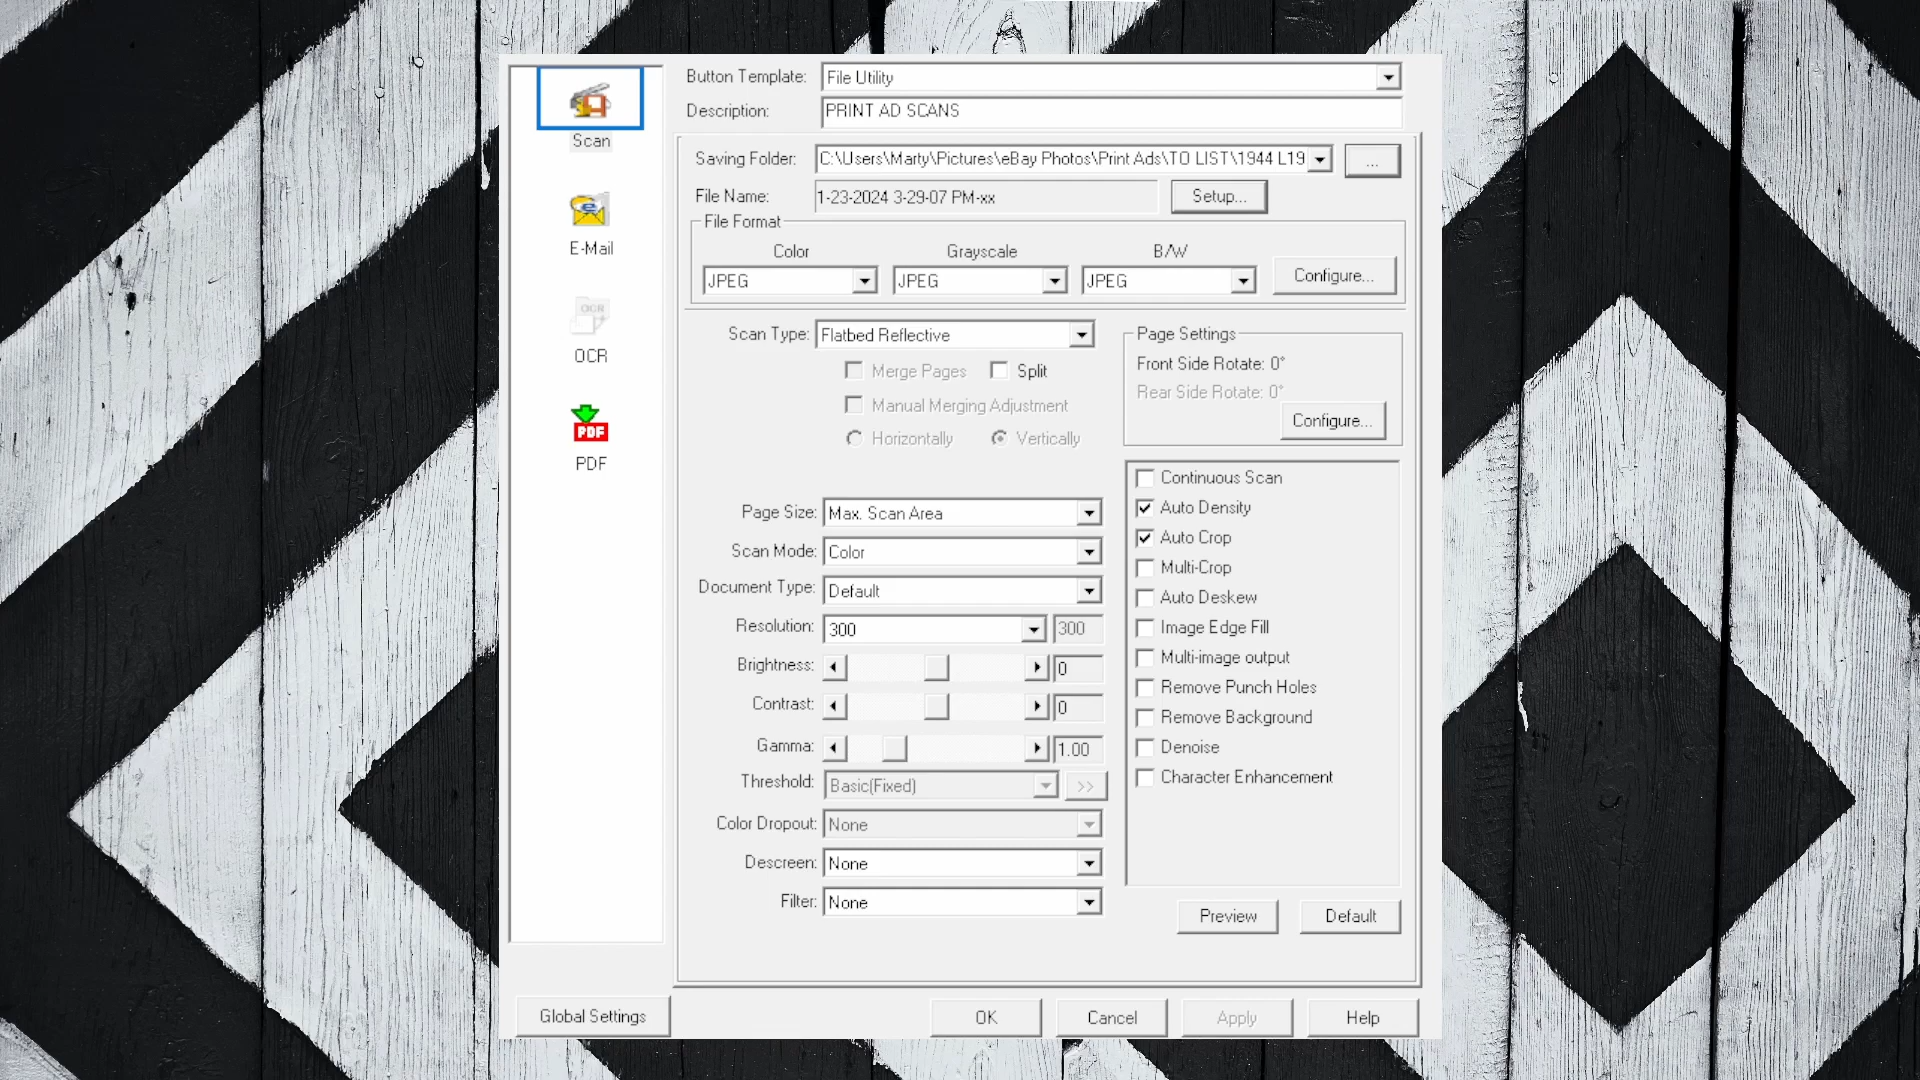 Button Template: File Utility
Description: PRINT AD SCANS
Scan
E-Mail
OCR
OCR
PDF
PDF
Saving Folder: C:\Users\Marty\Pictures\eBay Photos\Print Ads\TO LIST\1944 L19 ...
File Name: 1-23-2024 3-29-07 PM-xx Setup...
File Format
Color Grayscale B/W
JPEG JPEG JPEG Configure...
Scan Type: Flatbed Reflective
Merge Pages Split
Manual Merging Adjustment
Horizontally Vertically
Page Settings
Front Side Rotate: 0°
Rear Side Rotate: 0°
Configure...
Page Size: Max. Scan Area
Scan Mode: Color
Document Type: Default
Resolution: 300 300
Brightness: 0
Contrast: 0
Gamma: 1.00
Threshold: Basic(Fixed) >>
Color Dropout: None
Descreen: None
Filter: None
Continuous Scan
Auto Density
Auto Crop
Multi-Crop
Auto Deskew
Image Edge Fill
Multi-image output
Remove Punch Holes
Remove Background
Denoise
Character Enhancement
Preview Default
Global Settings OK Cancel Apply Help